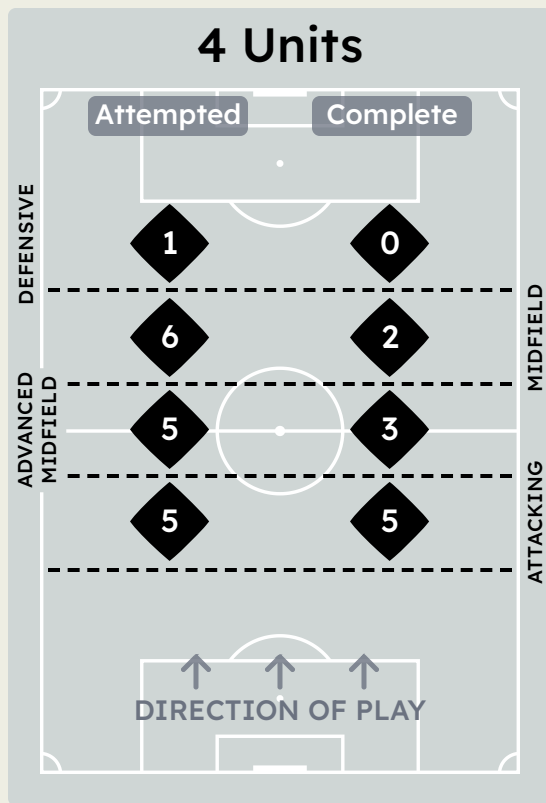 4 Units
Attempted
Complete
DEFENSIVE
1
0
MIDFIELD
6
2
ADVANCED
MIDFIELD
5
3
ATTACKING
5
5
DIRECTION OF PLAY